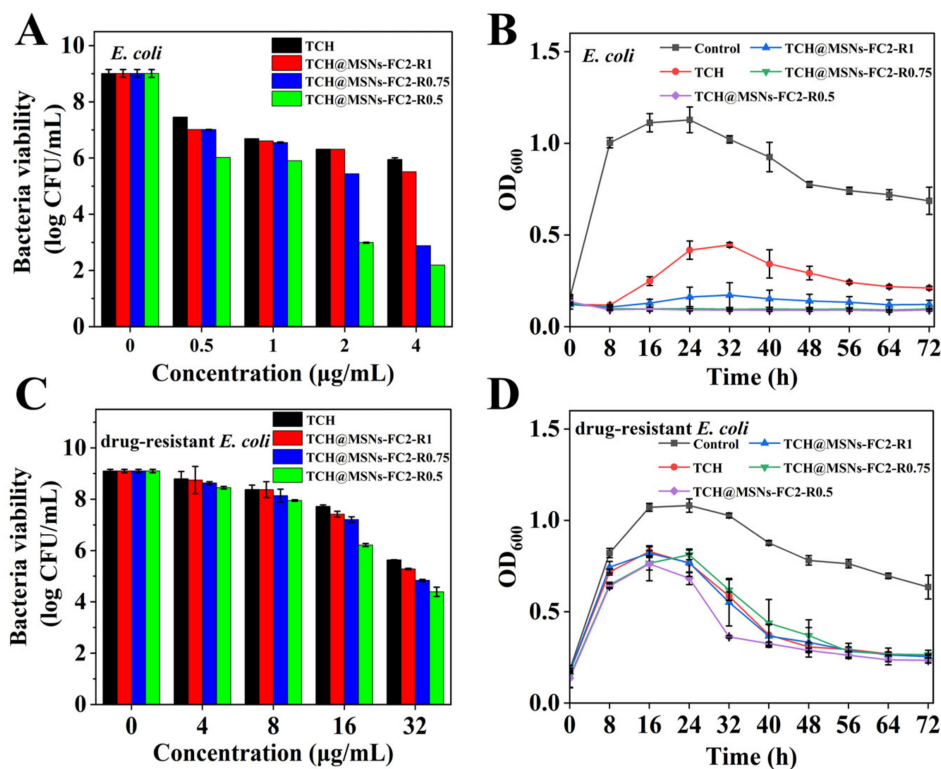 A
E. coli
TCH
TCH@MSNs-FC2-R1
TCH@MSNs-FC2-R0.75
TCH@MSNs-FC2-R0.5
Bacteria viability
(log CFU/mL)
10
8
6
4
2
0
0 0.5 1 2 4
Concentration (µg/mL)
B
E. coli
Control TCH@MSNs-FC2-R1
TCH TCH@MSNs-FC2-R0.75
TCH@MSNs-FC2-R0.5
OD600
1.5
1.0
0.5
0.0
0 8 16 24 32 40 48 56 64 72
Time (h)
C
drug-resistant E. coli
TCH
TCH@MSNs-FC2-R1
TCH@MSNs-FC2-R0.75
TCH@MSNs-FC2-R0.5
Bacteria viability
(log CFU/mL)
10
8
6
4
2
0
0 4 8 16 32
Concentration (µg/mL)
D
drug-resistant E. coli
Control TCH@MSNs-FC2-R1
TCH TCH@MSNs-FC2-R0.75
TCH@MSNs-FC2-R0.5
OD600
1.5
1.0
0.5
0.0
0 8 16 24 32 40 48 56 64 72
Time (h)